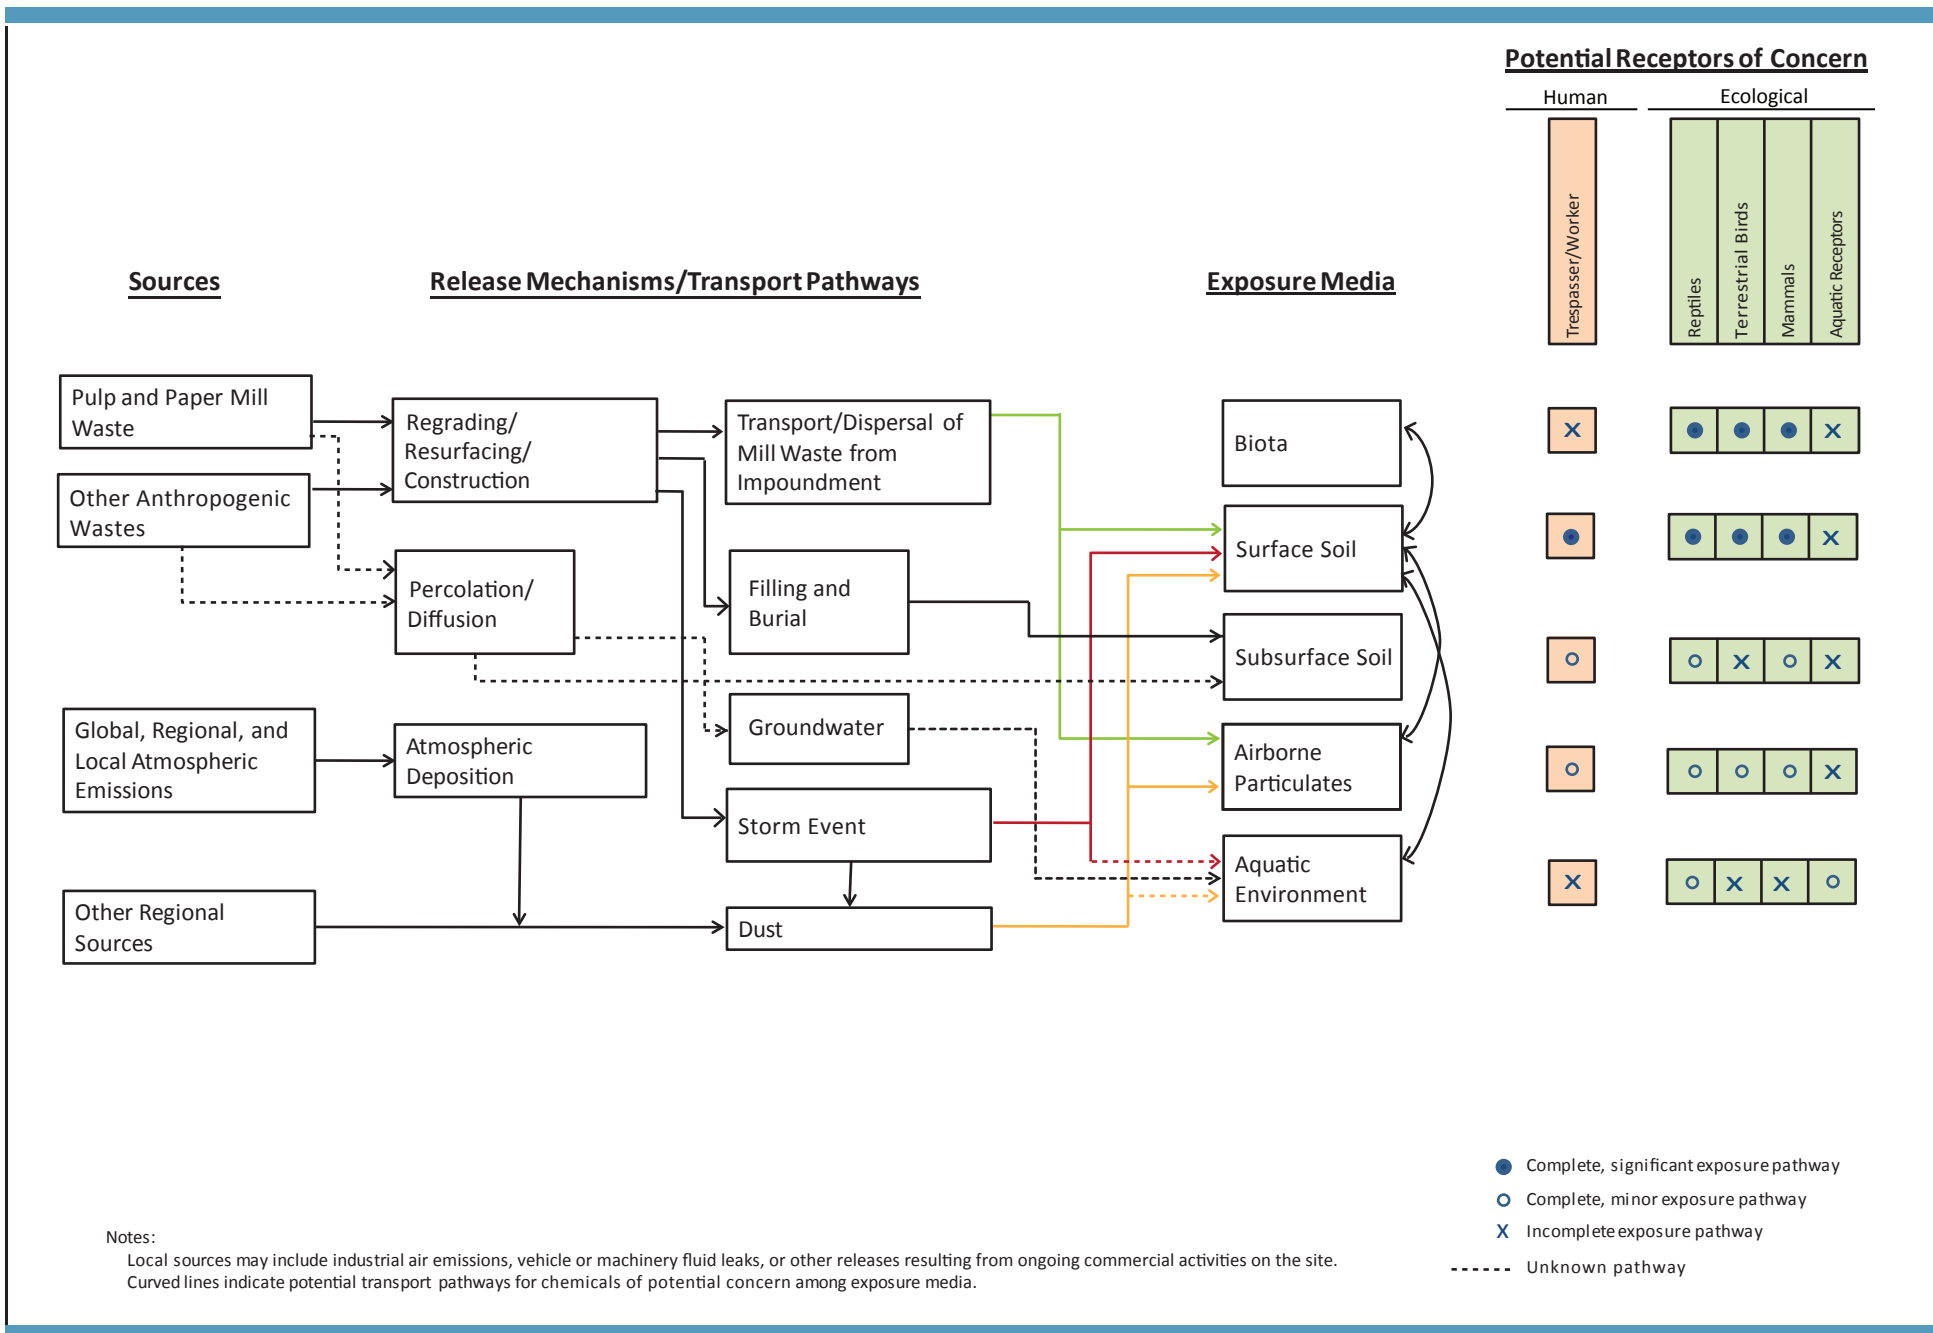 Potential Receptors of Concern
Human
Ecological
Trespasser/Worker
Reptiles
Terrestrial Birds
Mammals
Aquatic Receptors
Sources
Release Mechanisms/Transport Pathways
Exposure Media
Pulp and Paper Mill
Waste
Other Anthropogenic
Wastes
Global, Regional, and
Local Atmospheric
Emissions
Other Regional
Sources
Regrading/
Resurfacing/
Construction
Percolation/
Diffusion
Atmospheric
Deposition
Transport/Dispersal of
Mill Waste from
Impoundment
Filling and
Burial
Groundwater
Storm Event
Dust
Biota
Surface Soil
Subsurface Soil
Airborne
Particulates
Aquatic
Environment
X X
X
X X
X
X X X
Complete, significant exposure pathway
Complete, minor exposure pathway
X Incomplete exposure pathway
Unknown pathway
Notes:
Local sources may include industrial air emissions, vehicle or machinery fluid leaks, or other releases resulting from ongoing commercial activities on the site.
Curved lines indicate potential transport pathways for chemicals of potential concern among exposure media.